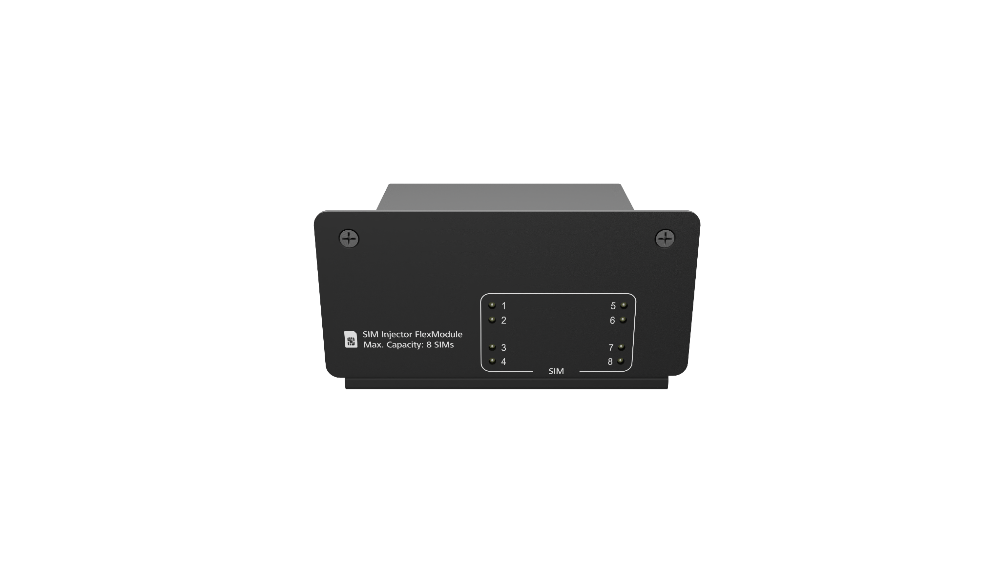 SIM Injector FlexModule
Max. Capacity: 8 SIMs
1 5
2 6
3 7
4 8
SIM